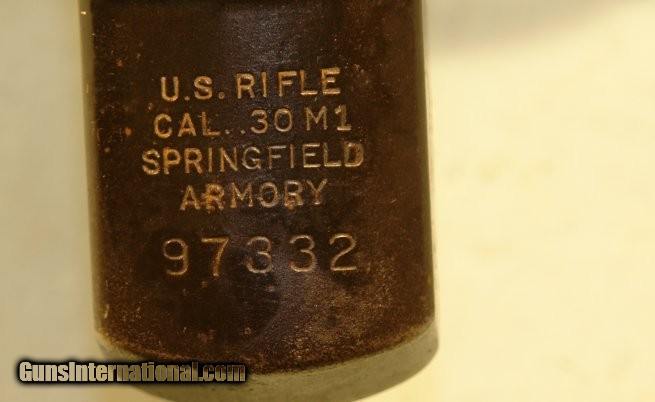 U.S. RIFLE
CAL. .30 M1
SPRINGFIELD
ARMORY
97332
GunsInternational.com